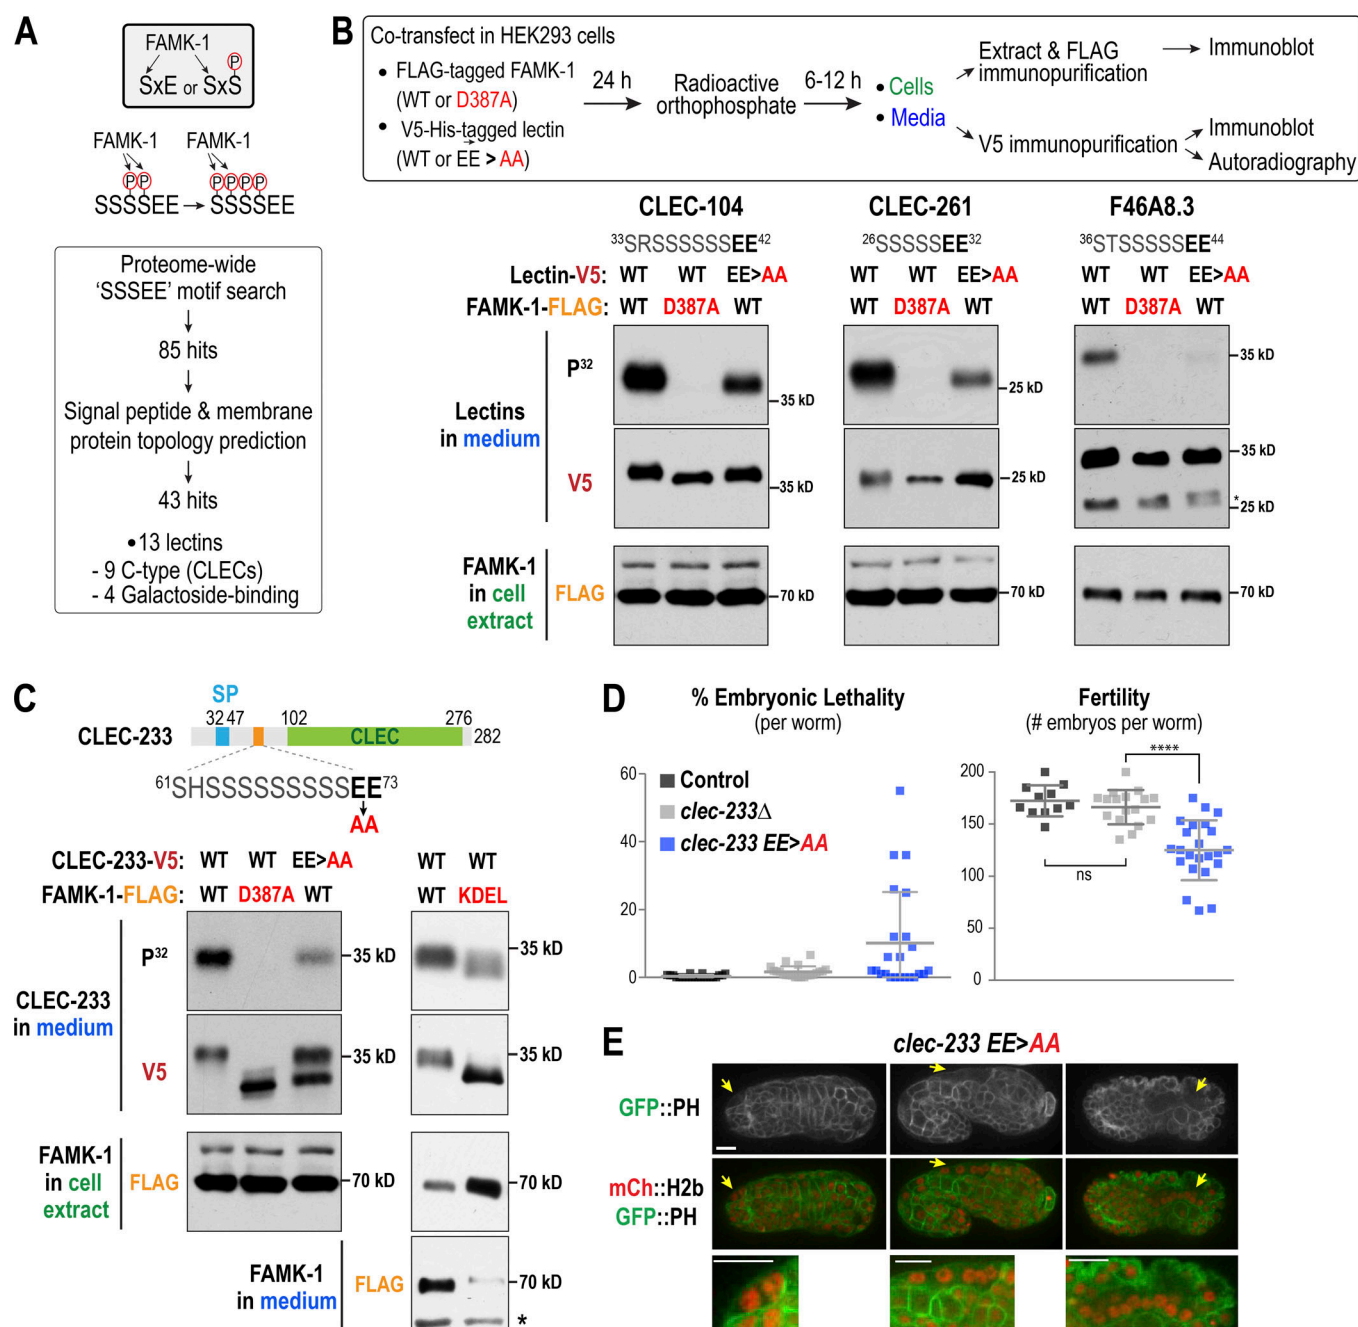 A
FAMK-1
P
SxE or SxS
FAMK-1 FAMK-1
P P P P P P
SSSSEE → SSSSEE
Proteome-wide
‘SSSEE’ motif search
85 hits
Signal peptide & membrane
protein topology prediction
43 hits
•13 lectins
- 9 C-type (CLECs)
- 4 Galactoside-binding
B
Co-transfect in HEK293 cells
• FLAG-tagged FAMK-1
(WT or D387A)
• V5-His-tagged lectin
(WT or EE > AA)
24 h
Radioactive
orthophosphate
6-12 h
• Cells
• Media
Extract & FLAG
immunopurification
Immunoblot
V5 immunopurification
Immunoblot
Autoradiography
CLEC-104 CLEC-261 F46A8.3
33SRSSSSSSEE42 26SSSSSEE32 36STSSSSSEE44
Lectin-V5: WT WT EE>AA WT WT EE>AA WT WT EE>AA
FAMK-1-FLAG: WT D387A WT WT D387A WT WT D387A WT
Lectins
in medium
P32
35 kD 25 kD 35 kD
V5
35 kD 25 kD 35 kD
* 25 kD
FAMK-1
in cell
extract
FLAG
70 kD 70 kD 70 kD
C
SP
32 47 102 276
CLEC-233 CLEC 282
61SHSSSSSSSSSEE73
AA
CLEC-233-V5: WT WT EE>AA WT WT
FAMK-1-FLAG: WT D387A WT WT KDEL
CLEC-233
in medium
P32
35 kD 35 kD
V5
35 kD 35 kD
FAMK-1
in cell
extract
FLAG
70 kD 70 kD
FAMK-1
in medium
FLAG
70 kD
*
D
% Embryonic Lethality
(per worm)
60
40
20
0
Control
clec-233Δ
clec-233 EE>AA
Fertility
(# embryos per worm)
200
150
100
50
0
****
ns
E
clec-233 EE>AA
GFP::PH
mCh::H2b
GFP::PH